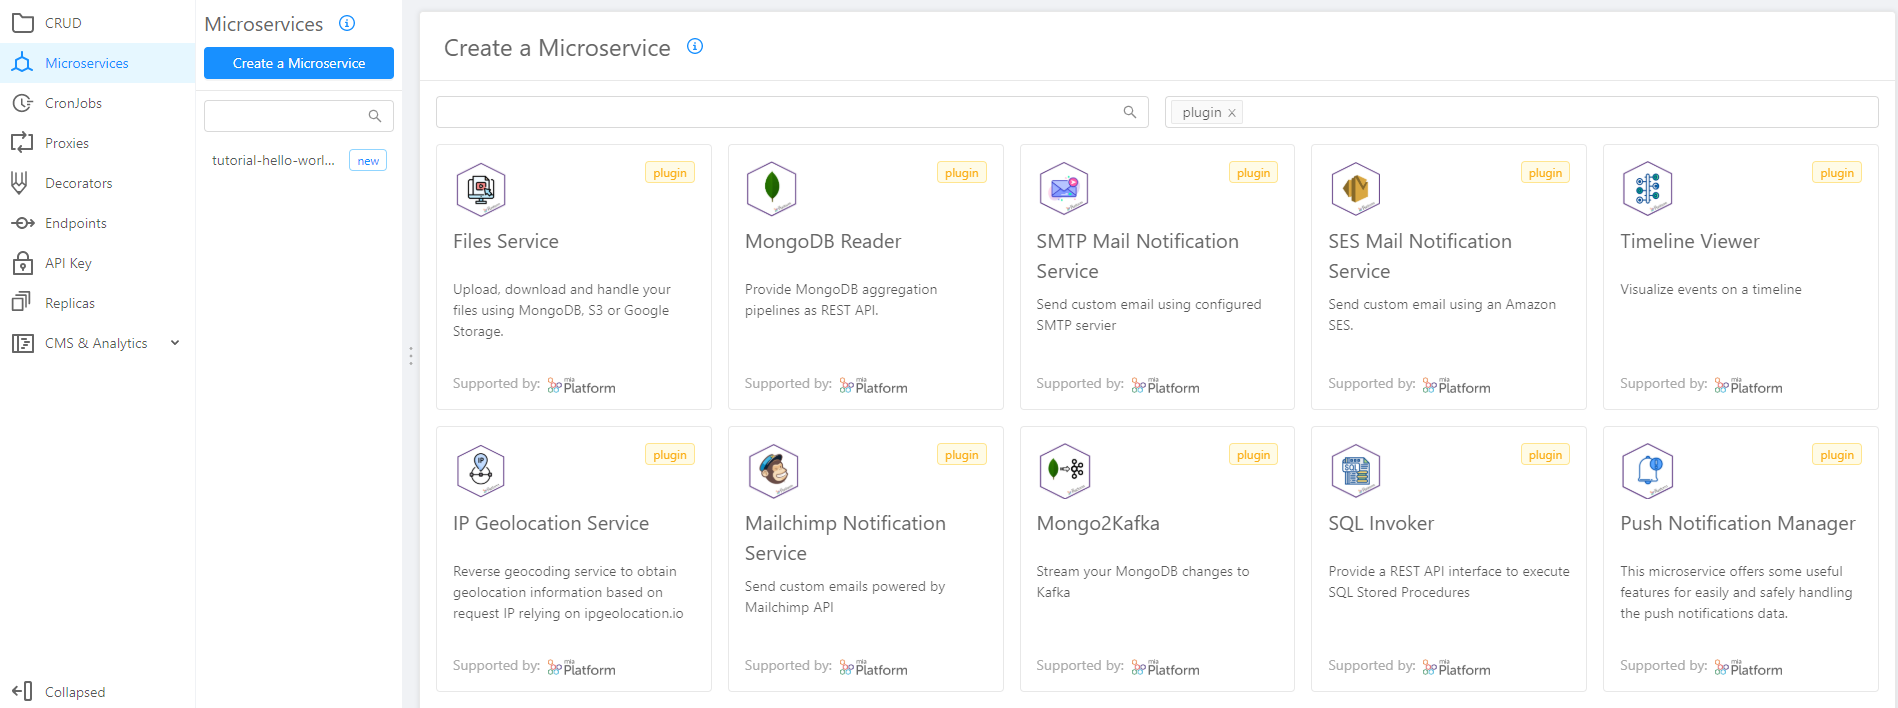 CRUD
Microservices
CronJobs
Proxies
Decorators
Endpoints
API Key
Replicas
CMS & Analytics
Collapsed
Microservices
Create a Microservice
tutorial-hello-worl...
new
Create a Microservice
plugin
plugin
Files Service
Upload, download and handle your
files using MongoDB, S3 or Google
Storage.
Supported by: mia Platform
plugin
MongoDB Reader
Provide MongoDB aggregation
pipelines as REST API.
Supported by: mia Platform
plugin
SMTP Mail Notification
Service
Send custom email using configured
SMTP servier
Supported by: mia Platform
plugin
SES Mail Notification
Service
Send custom email using an Amazon
SES.
Supported by: mia Platform
plugin
Timeline Viewer
Visualize events on a timeline
Supported by: mia Platform
IP
plugin
IP Geolocation Service
Reverse geocoding service to obtain
geolocation information based on
request IP relying on ipgeolocation.io
Supported by: mia Platform
plugin
Mailchimp Notification
Service
Send custom emails powered by
Mailchimp API
Supported by: mia Platform
plugin
Mongo2Kafka
Stream your MongoDB changes to
Kafka
Supported by: mia Platform
SQL
plugin
SQL Invoker
Provide a REST API interface to execute
SQL Stored Procedures
Supported by: mia Platform
plugin
Push Notification Manager
This microservice offers some useful
features for easily and safely handling
the push notifications data.
Supported by: mia Platform